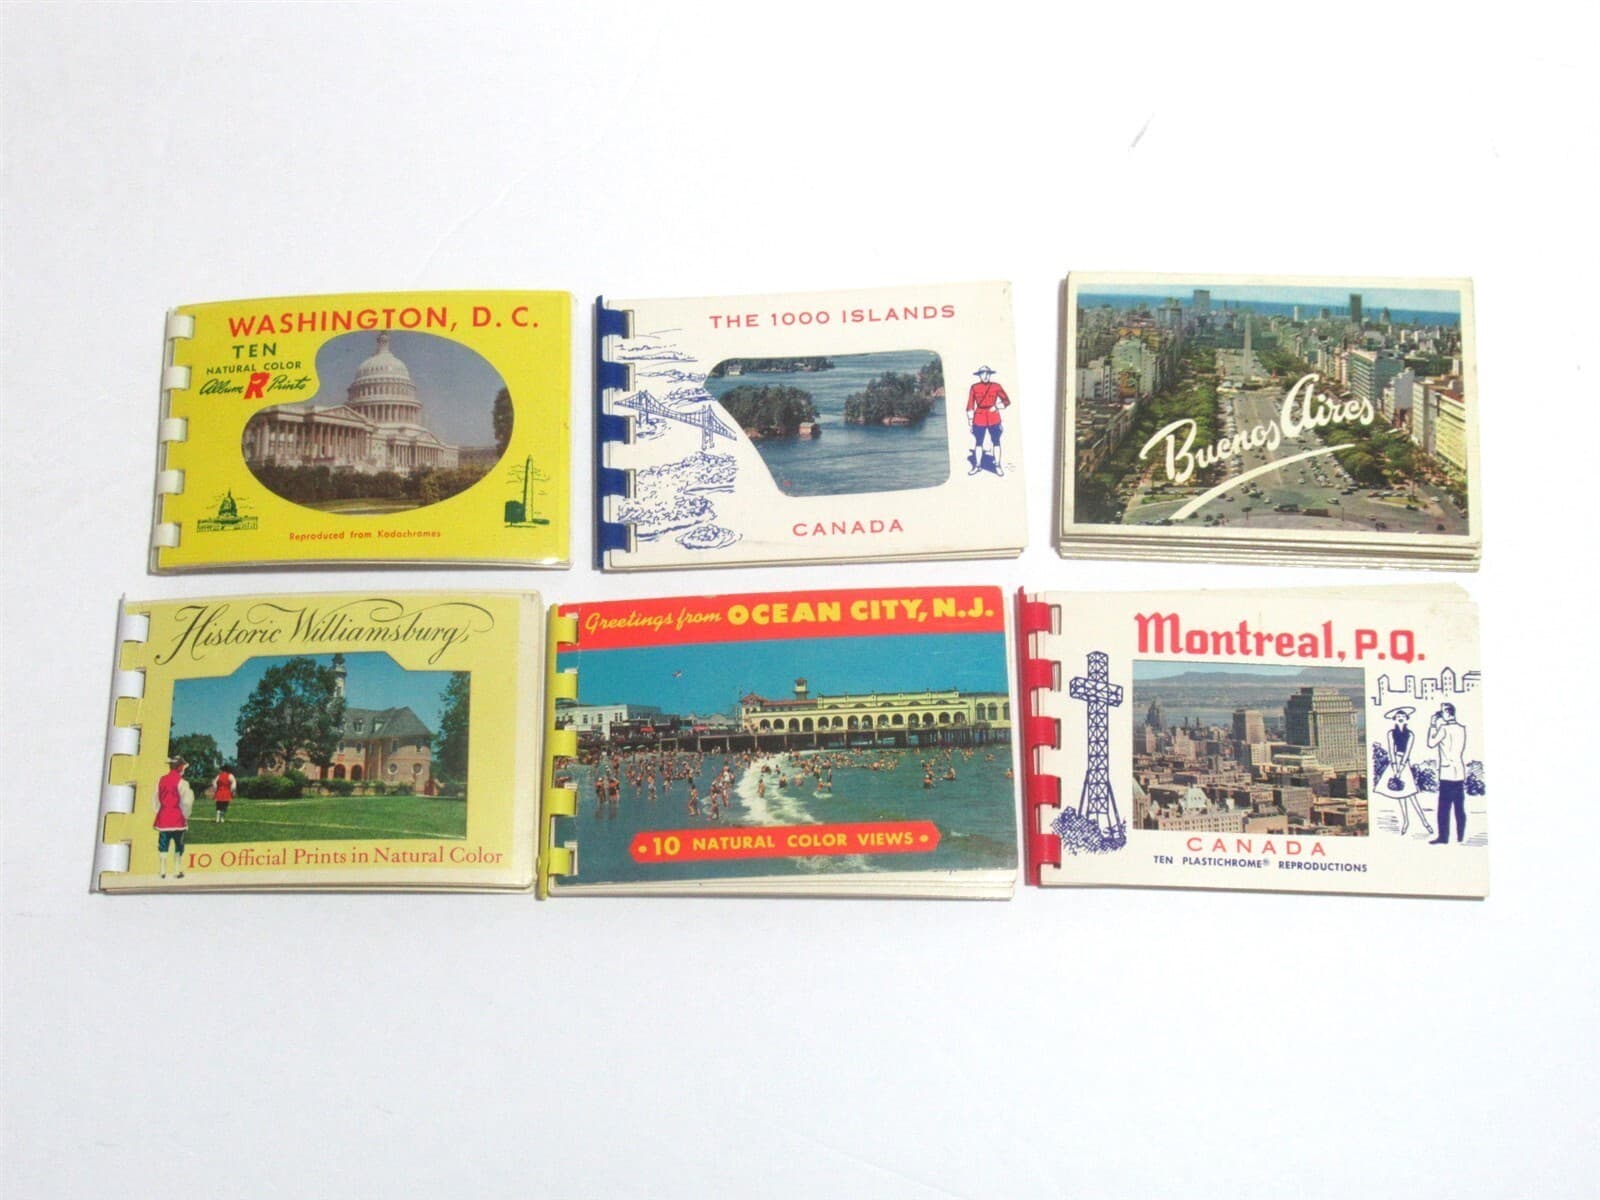 WASHINGTON, D. C.
TEN
NATURAL COLOR
Album R Prints
Reproduced from Kodachromes
THE 1000 ISLANDS
CANADA
Buenos Aires
Historic Williamsburg
10 Official Prints in Natural Color
Greetings from OCEAN CITY, N.J.
• 10 NATURAL COLOR VIEWS •
Montreal, P.Q.
CANADA
TEN PLASTICHROME® REPRODUCTIONS